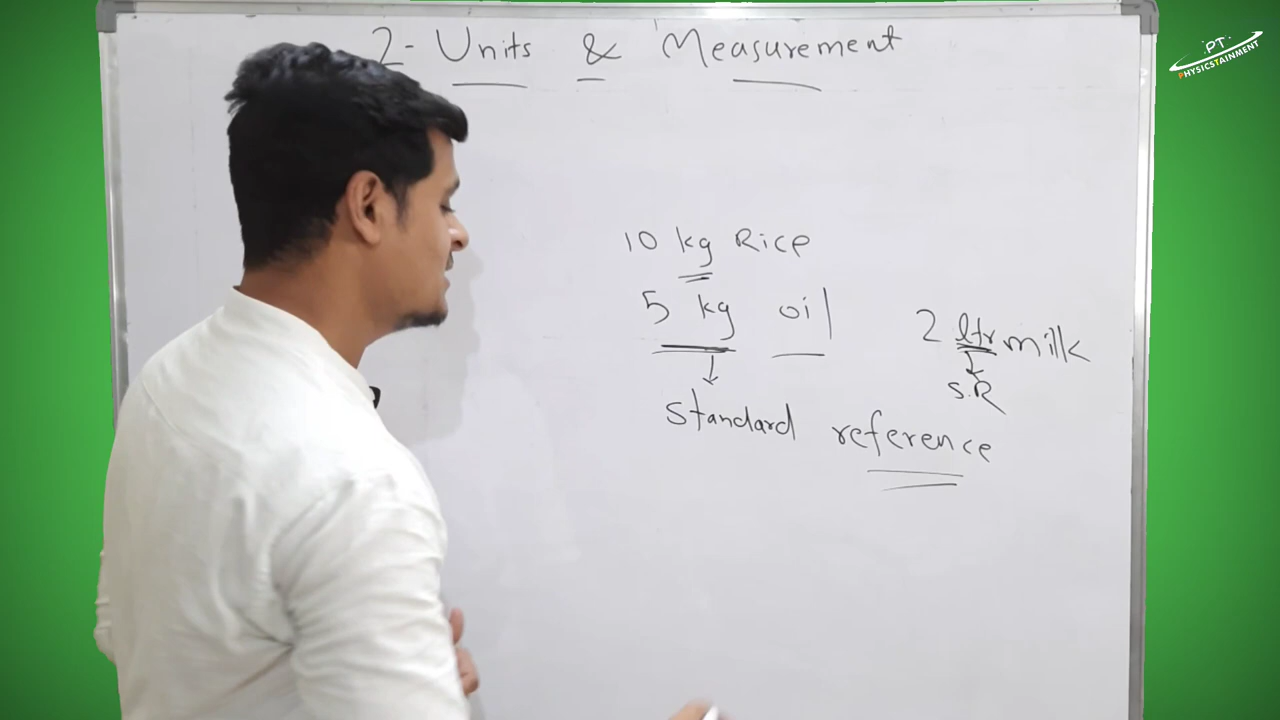 2- Units & Measurement
PT
PHYSICSTAINMENT
10 kg Rice
5 kg oil
2 ltr milk
S.R
Standard reference